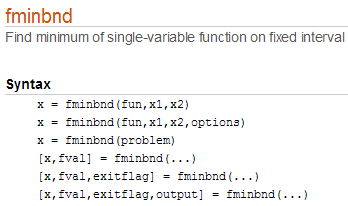 fminbnd
Find minimum of single-variable function on fixed interval
Syntax
x = fminbnd(fun,x1,x2)
x = fminbnd(fun,x1,x2,options)
x = fminbnd(problem)
[x,fval] = fminbnd(...)
[x,fval,exitflag] = fminbnd(...)
[x,fval,exitflag,output] = fminbnd(...)